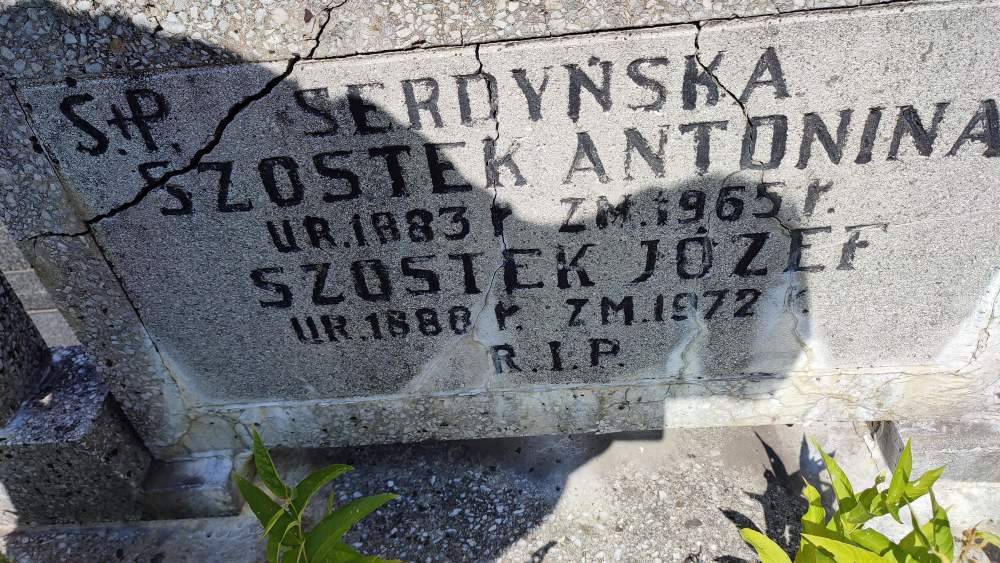 Ś.†P. SERDYŃSKA
SZOSTEK ANTONINA
UR.1883 r. ZM.1965 r.
SZOSTEK JÓZEF
UR.1880 r. ZM.1972 r.
R.I.P.